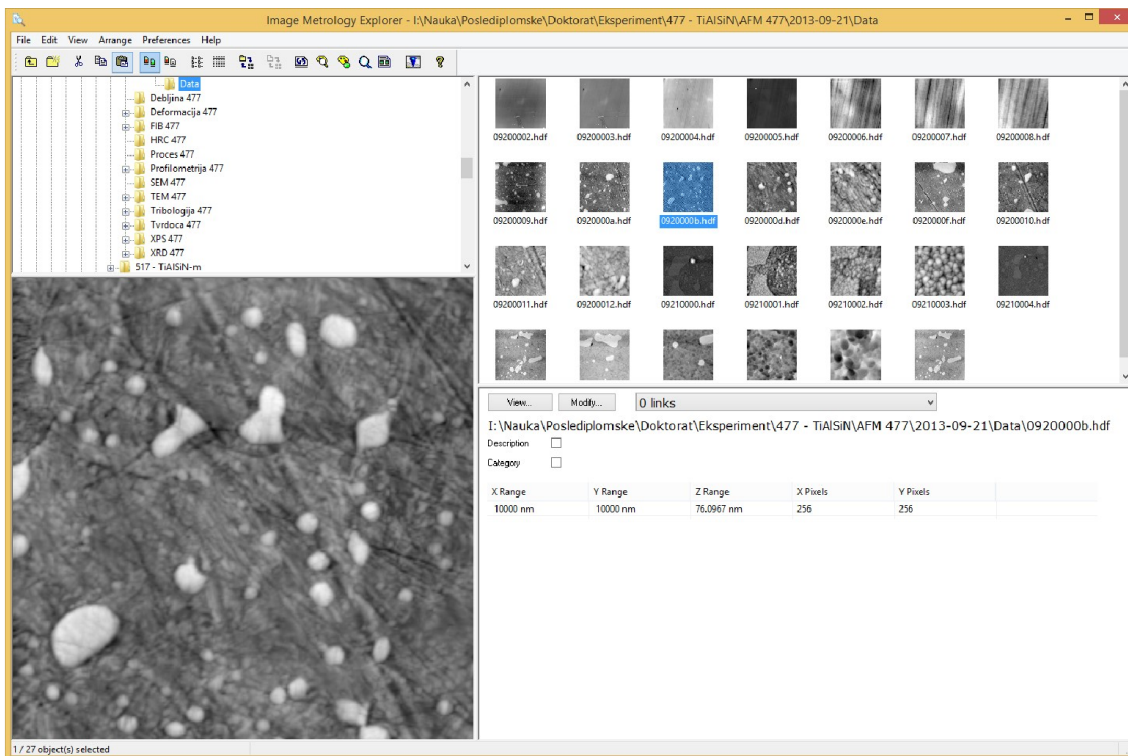 Image Metrology Explorer - I:\Nauka\Poslediplomske\Doktorat\Eksperiment\477 - TiAlSiN\AFM 477\2013-09-21\Data
File Edit View Arrange Preferences Help
Data
Debljina 477
Deformacija 477
FIB 477
HRC 477
Proces 477
Profilometrija 477
SEM 477
TEM 477
Tribologija 477
Tvrdoca 477
XPS 477
XRD 477
517 - TiAlSiN-m
09200002.hdf 09200003.hdf 09200004.hdf 09200005.hdf 09200006.hdf 09200007.hdf 09200008.hdf
09200009.hdf 0920000a.hdf 0920000b.hdf 0920000d.hdf 0920000e.hdf 0920000f.hdf 09200010.hdf
09200011.hdf 09200012.hdf 09210000.hdf 09210001.hdf 09210002.hdf 09210003.hdf 09210004.hdf
View... Modify... 0 links
I:\Nauka\Poslediplomske\Doktorat\Eksperiment\477 - TiAlSiN\AFM 477\2013-09-21\Data\0920000b.hdf
Description
Category
X Range Y Range Z Range X Pixels Y Pixels
10000 nm 10000 nm 76.0967 nm 256 256
1 / 27 object(s) selected